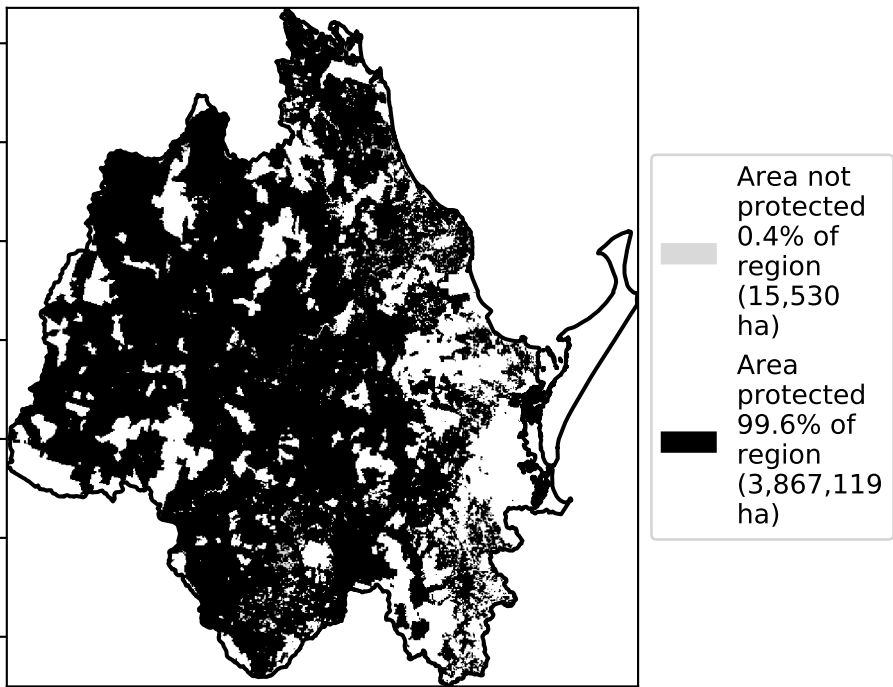 Area not
protected
0.4% of
region
(15,530
ha)
Area
protected
99.6% of
region
(3,867,119
ha)